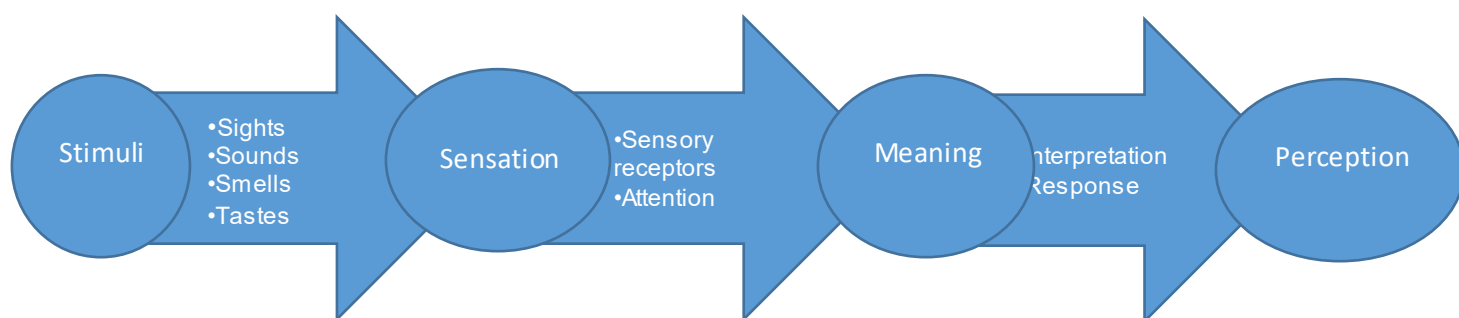 Stimuli
•Sights
•Sounds
•Smells
•Tastes
Sensation
•Sensory
receptors
•Attention
Meaning
nterpretation
Response
Perception